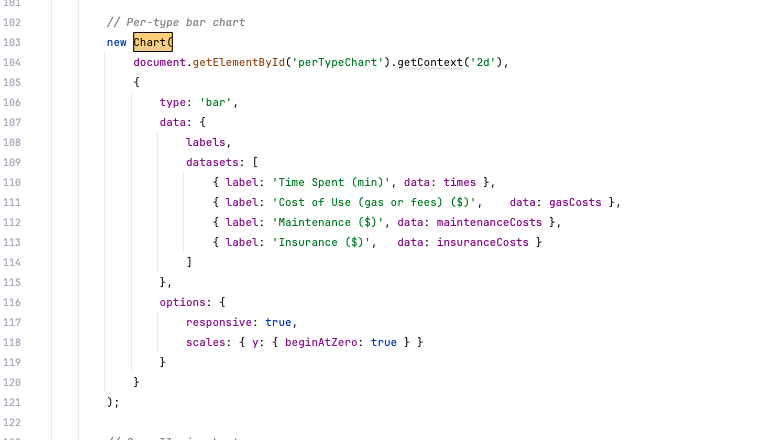 101
102 // Per-type bar chart
103 new Chart(
104 document.getElementById('perTypeChart').getContext('2d'),
105 {
106 type: 'bar',
107 data: {
108 labels,
109 datasets: [
110 { label: 'Time Spent (min)', data: times },
111 { label: 'Cost of Use (gas or fees) ($)',    data: gasCosts },
112 { label: 'Maintenance ($)', data: maintenanceCosts },
113 { label: 'Insurance ($)',   data: insuranceCosts }
114 ]
115 },
116 options: {
117 responsive: true,
118 scales: { y: { beginAtZero: true } }
119 }
120 }
121 );
122